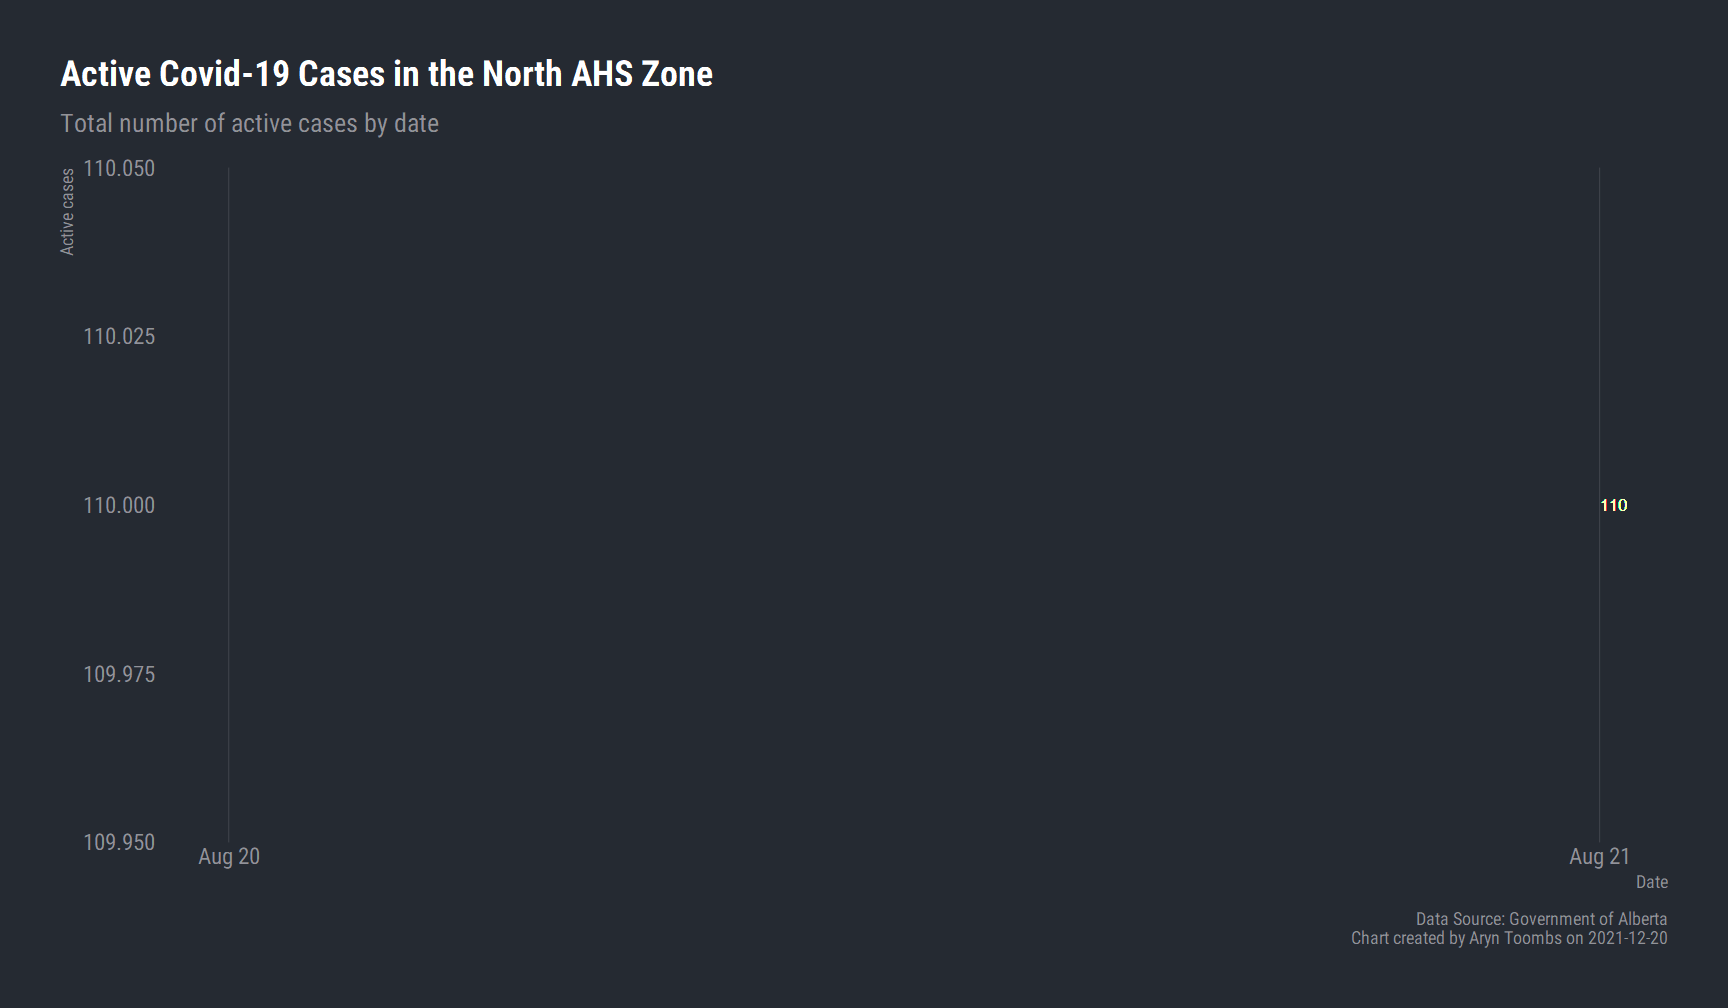 Active Covid-19 Cases in the North AHS Zone
Total number of active cases by date
Active cases
110.050
110.025
110.000
109.975
109.950
110
Aug 20
Aug 21
Date
Data Source: Government of Alberta
Chart created by Aryn Toombs on 2021-12-20